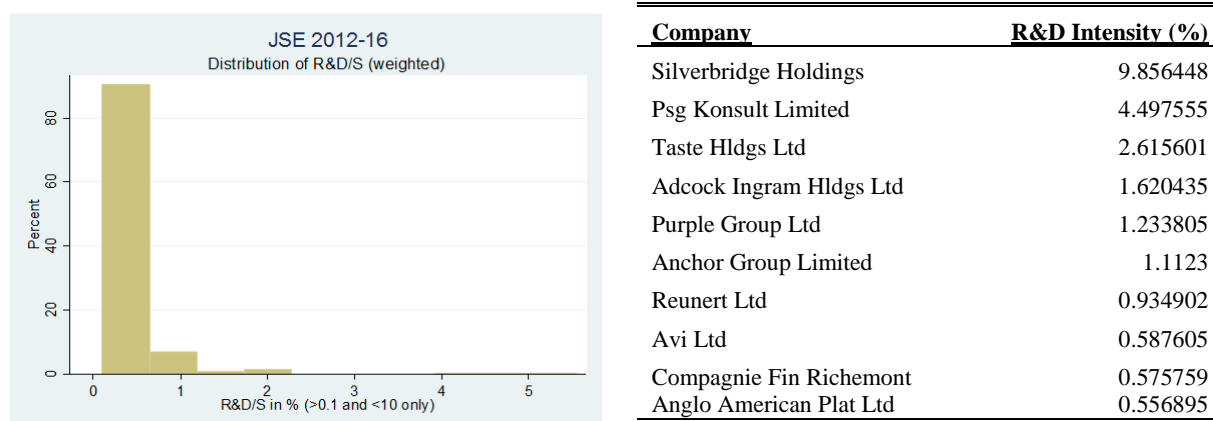 JSE 2012-16
Distribution of R&D/S (weighted)
Percent
80
60
40
20
0
0 1 2 3 4 5
R&D/S in % (>0.1 and <10 only)
Company R&D Intensity (%)
Silverbridge Holdings 9.856448
Psg Konsult Limited 4.497555
Taste Hldgs Ltd 2.615601
Adcock Ingram Hldgs Ltd 1.620435
Purple Group Ltd 1.233805
Anchor Group Limited 1.1123
Reunert Ltd 0.934902
Avi Ltd 0.587605
Compagnie Fin Richemont 0.575759
Anglo American Plat Ltd 0.556895